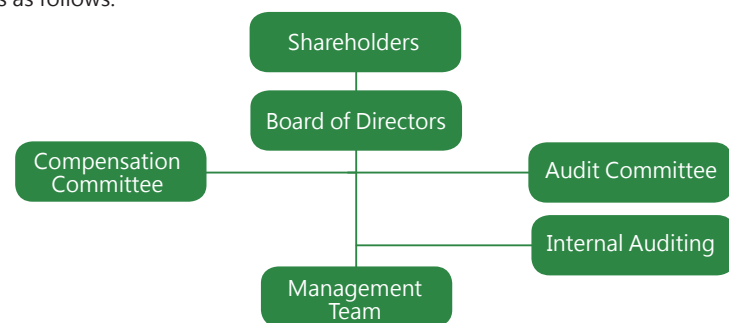 s as follows:
Shareholders
Board of Directors
Compensation
Committee
Audit Committee
Internal Auditing
Management
Team